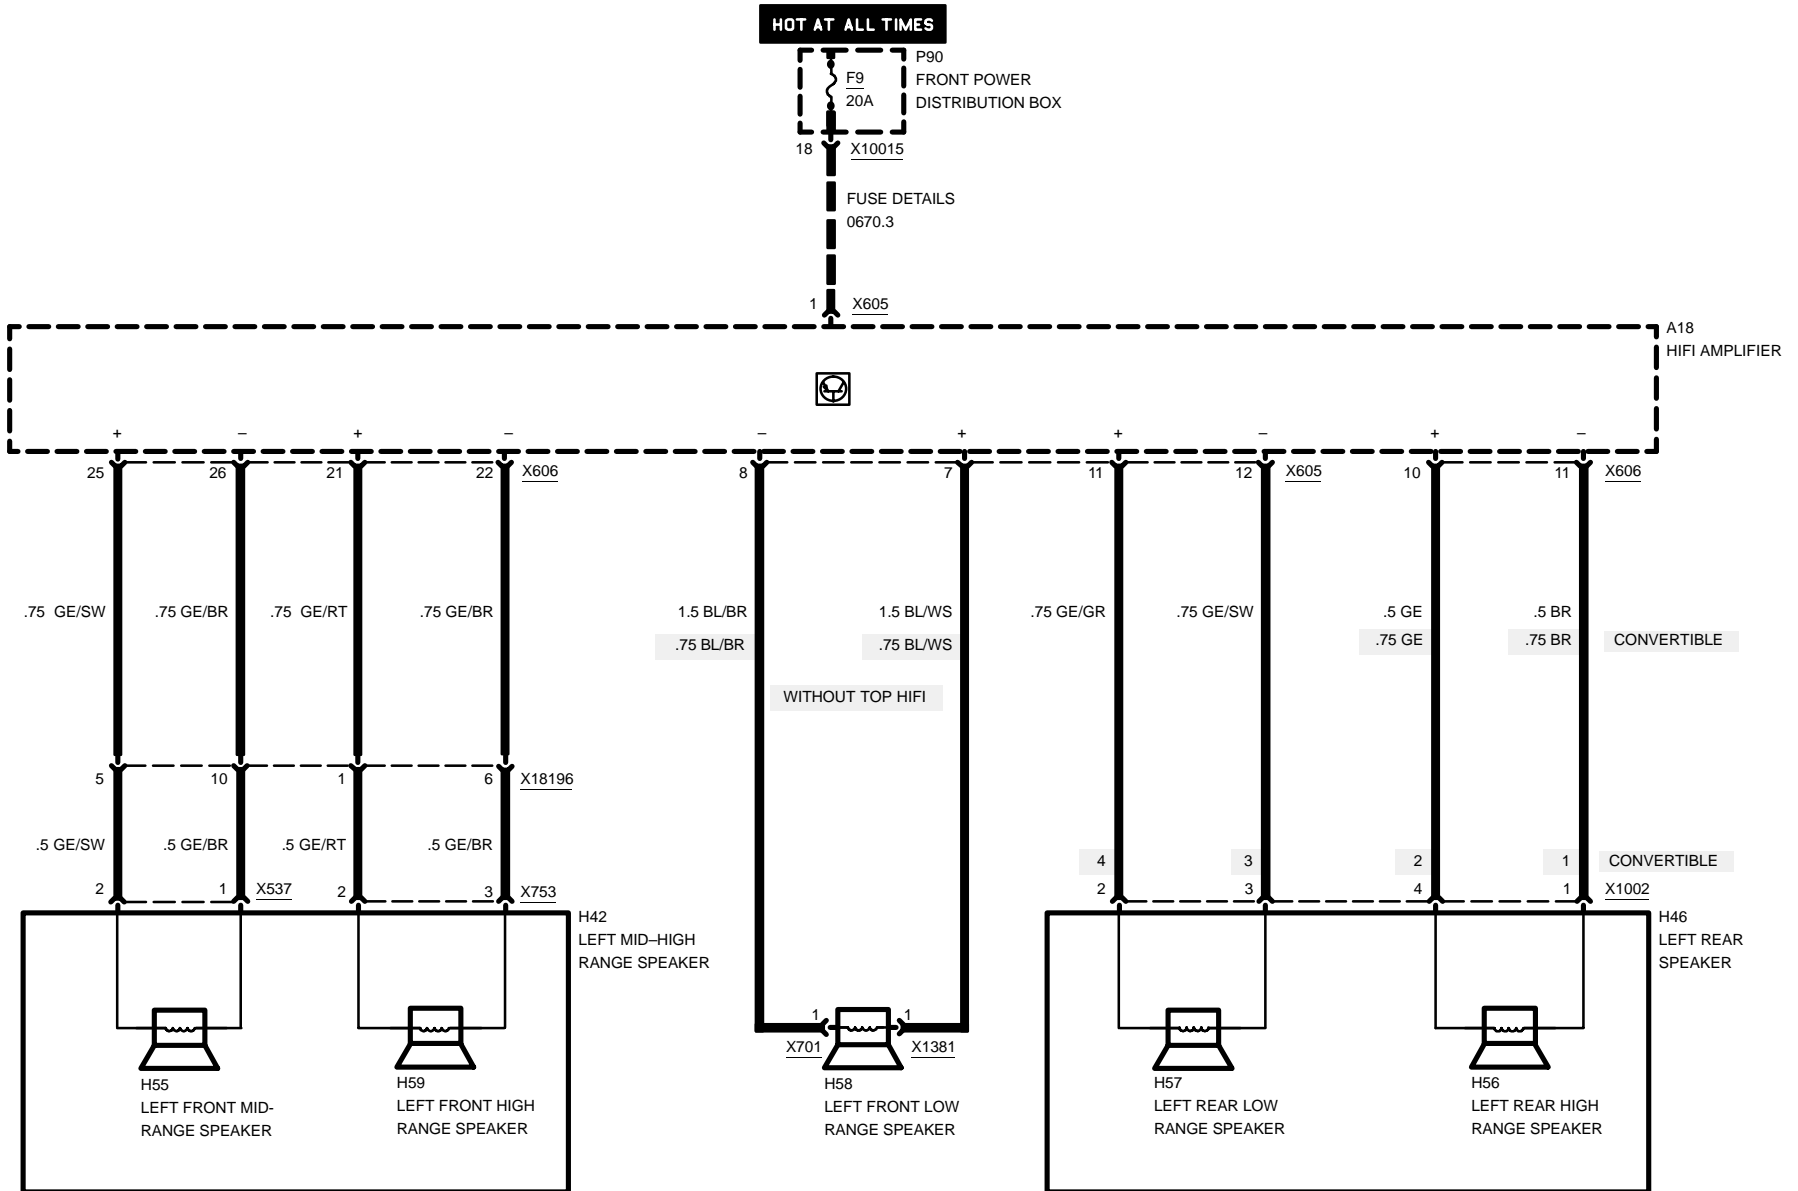 HOT AT ALL TIMES
P90
FRONT POWER
DISTRIBUTION BOX
F9
20A
18 X10015
FUSE DETAILS
0670.3
1 X605
A18
HIFI AMPLIFIER
+ – + – – + + – + –
25 26 21 22 X606 8 7 11 12 X605 10 11 X606
.75 GE/SW .75 GE/BR .75 GE/RT .75 GE/BR 1.5 BL/BR 1.5 BL/WS .75 GE/GR .75 GE/SW .5 GE .5 BR
.75 BL/BR .75 BL/WS .75 GE .75 BR CONVERTIBLE
WITHOUT TOP HIFI
5 10 1 6 X18196
.5 GE/SW .5 GE/BR .5 GE/RT .5 GE/BR
4 3 2 1 CONVERTIBLE
2 1 X537 2 3 X753 2 3 4 1 X1002
H42
LEFT MID–HIGH
RANGE SPEAKER
H46
LEFT REAR
SPEAKER
1 1
X701 X1381
H55
LEFT FRONT MID-
RANGE SPEAKER
H59
LEFT FRONT HIGH
RANGE SPEAKER
H58
LEFT FRONT LOW
RANGE SPEAKER
H57
LEFT REAR LOW
RANGE SPEAKER
H56
LEFT REAR HIGH
RANGE SPEAKER